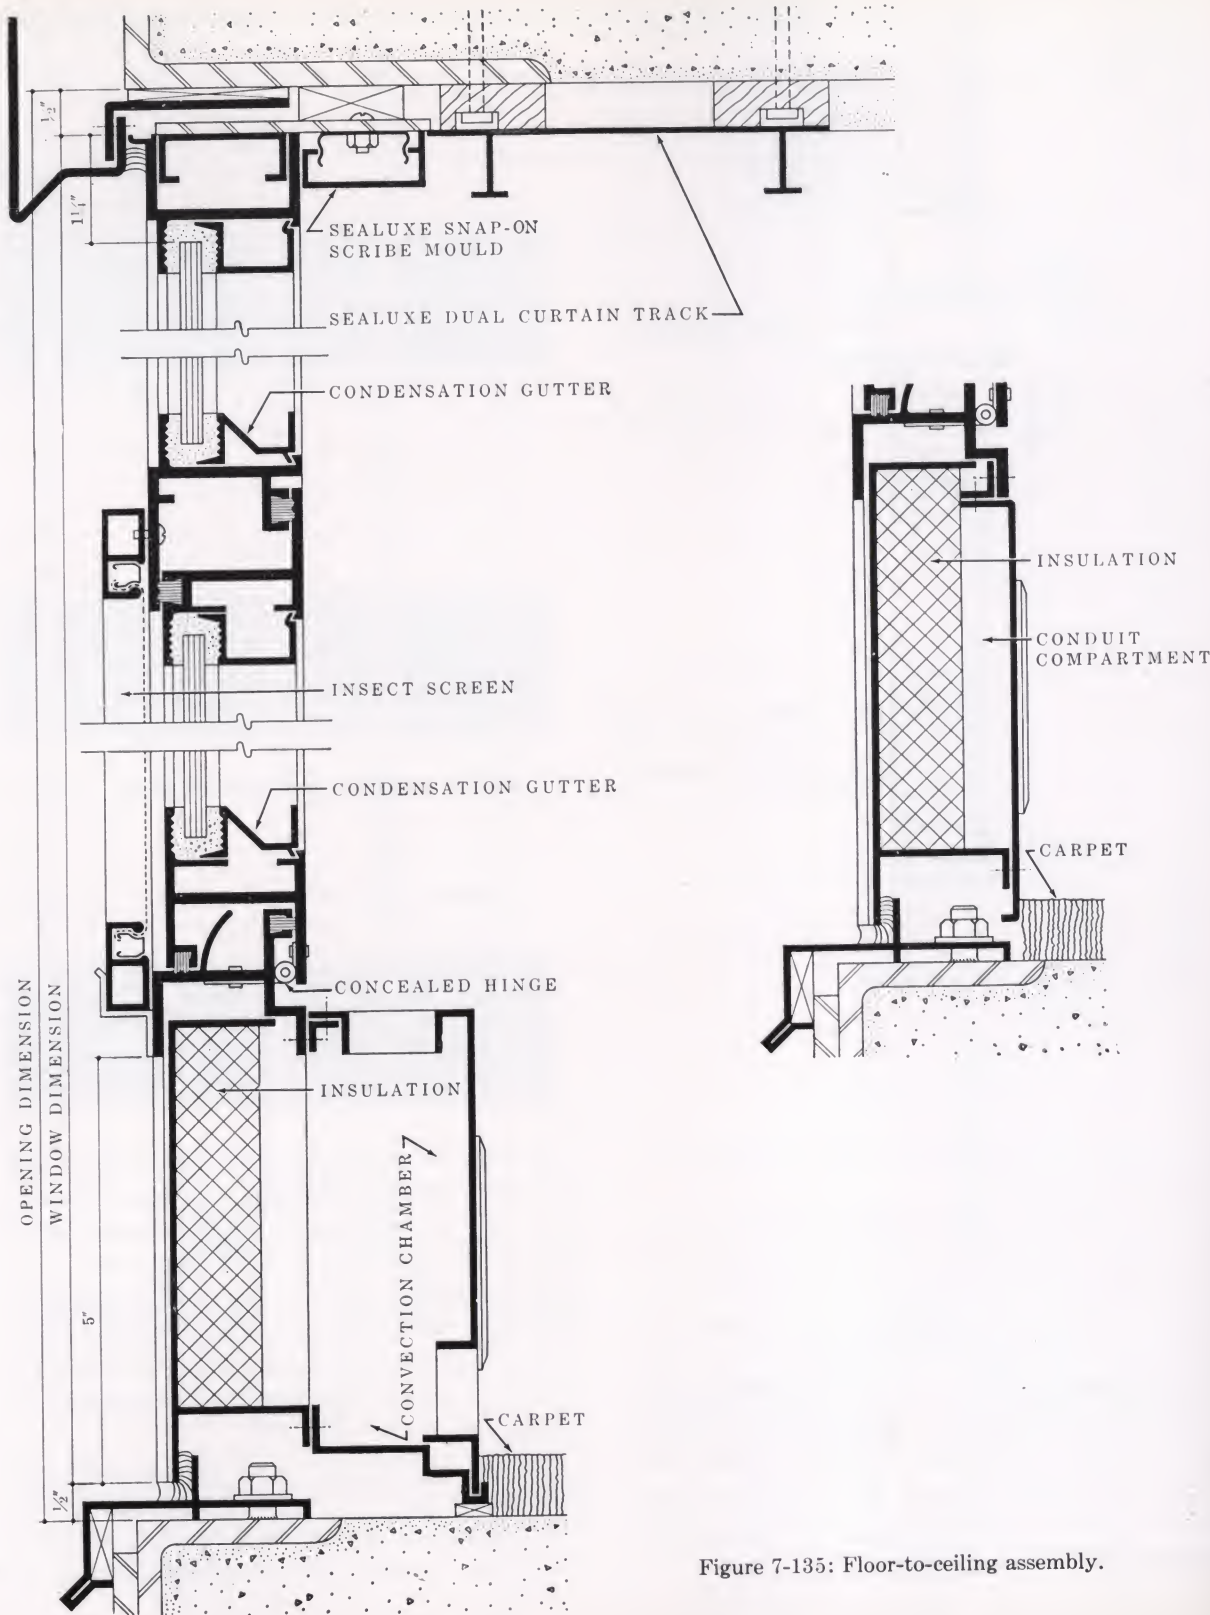 1/2"
1 1/4"
SEALUXE SNAP-ON
SCRIBE MOULD
SEALUXE DUAL CURTAIN TRACK
CONDENSATION GUTTER
INSULATION
CONDUIT
COMPARTMENT
INSECT SCREEN
CONDENSATION GUTTER
CARPET
CONCEALED HINGE
OPENING DIMENSION
WINDOW DIMENSION
INSULATION
CONVECTION CHAMBER
5"
CARPET
1/2"
Figure 7-135: Floor-to-ceiling assembly.